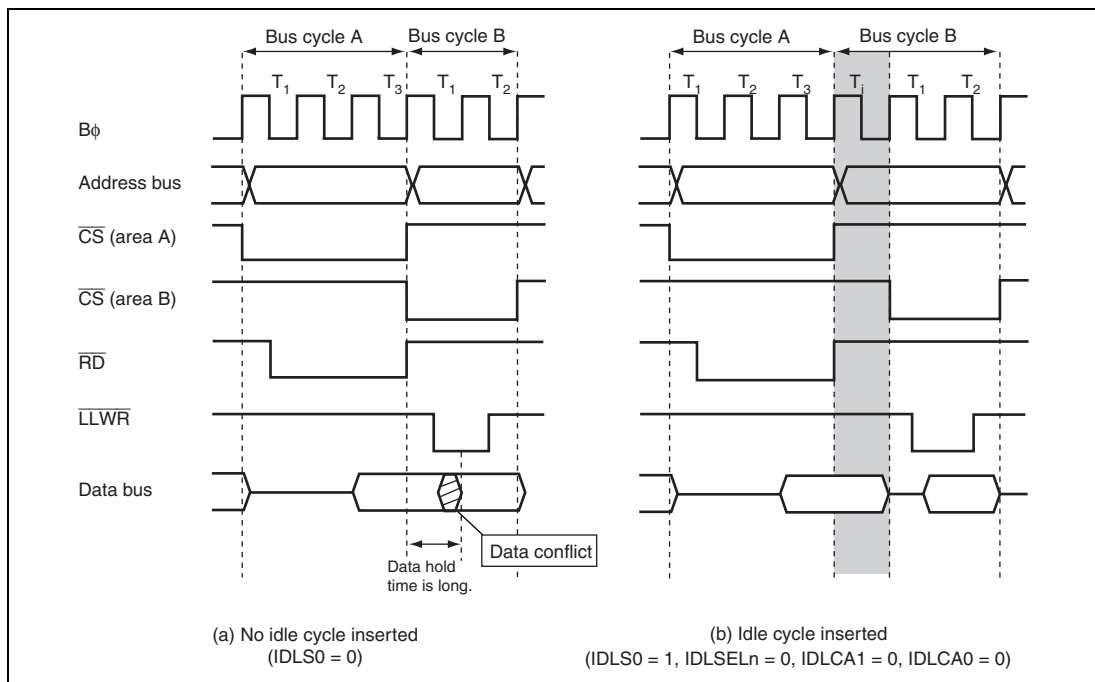 Bus cycle A Bus cycle B
T1 T2 T3 T1 T2
Bϕ
Address bus
CS (area A)
CS (area B)
RD
LLWR
Data bus
Data conflict
Data hold
time is long.
(a) No idle cycle inserted
(IDLS0 = 0)
Bus cycle A Bus cycle B
T1 T2 T3 Ti T1 T2
(b) Idle cycle inserted
(IDLS0 = 1, IDLSELn = 0, IDLCA1 = 0, IDLCA0 = 0)